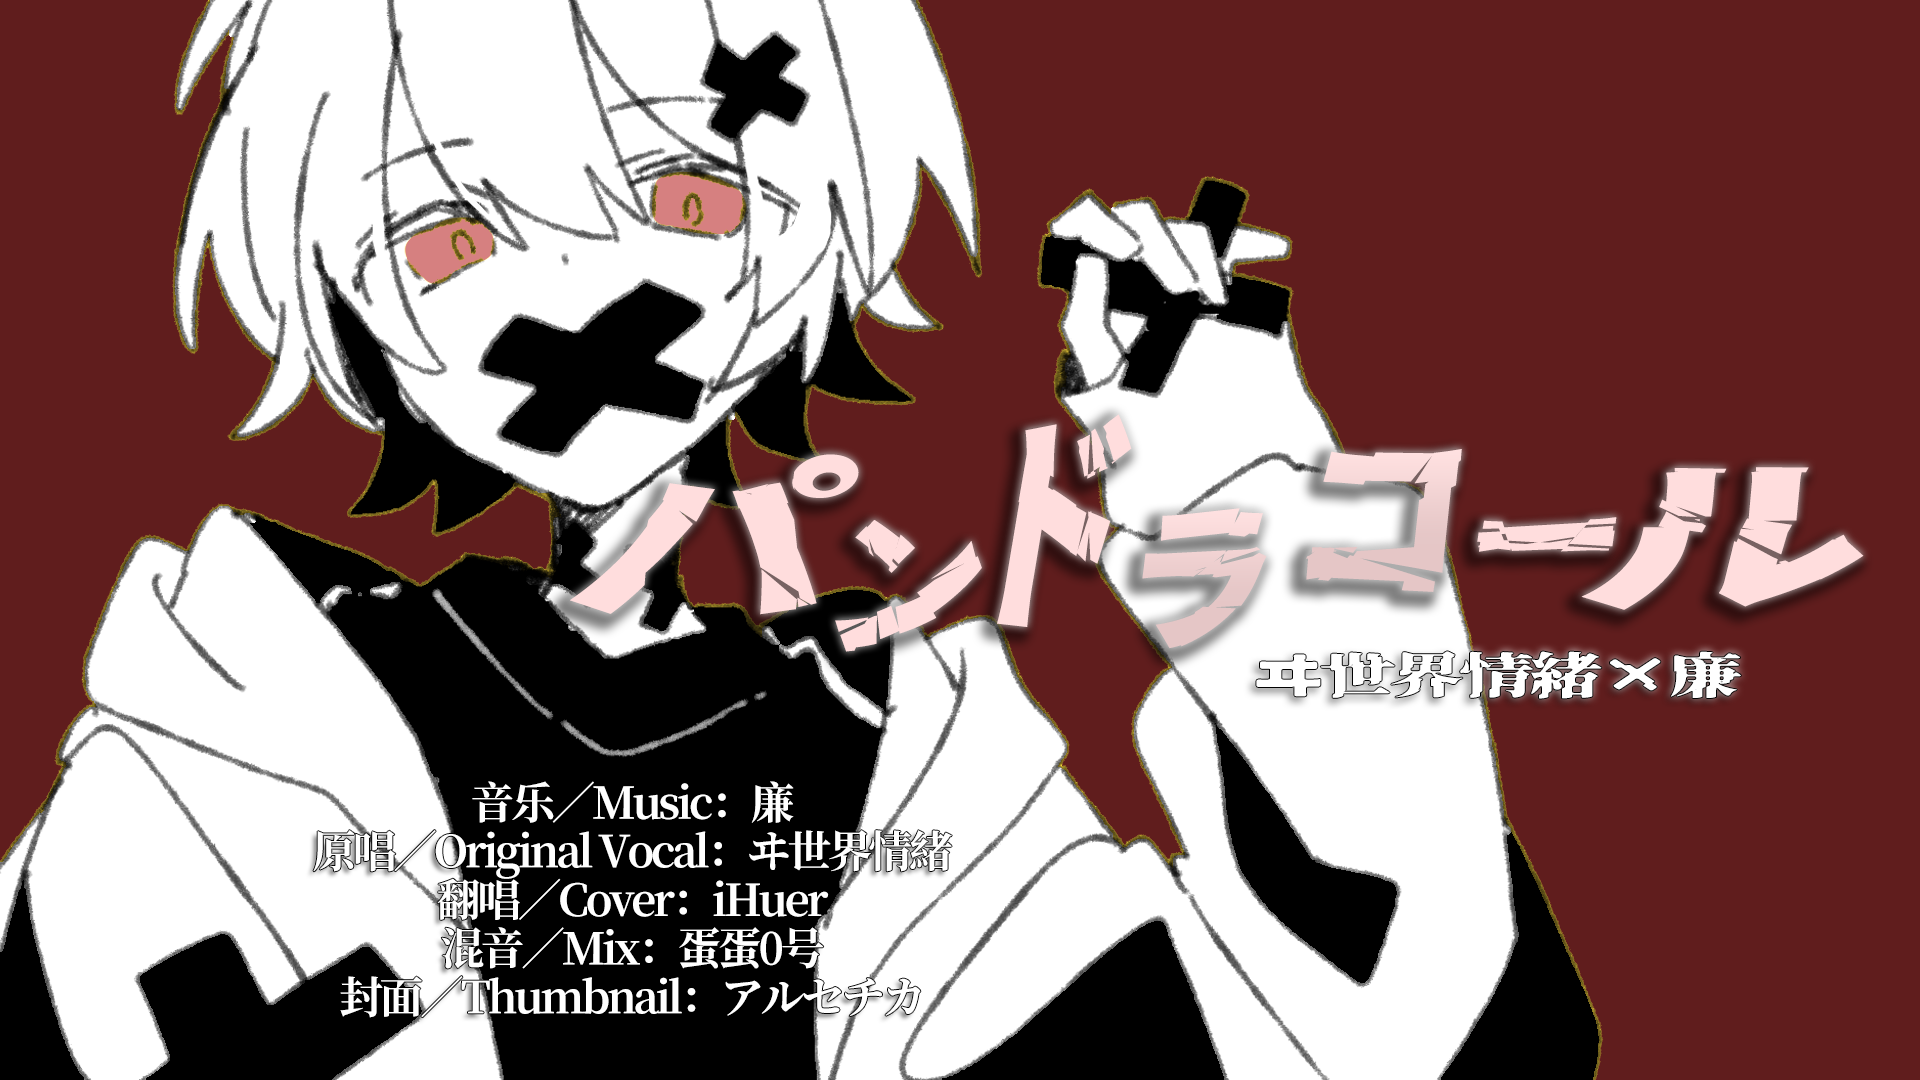 パンドラコール
ヰ世界情緒×廉
音乐／Music：廉
原唱／Original Vocal：ヰ世界情緒
翻唱／Cover：iHuer
混音／Mix：蛋蛋0号
封面／Thumbnail：アルセチカ